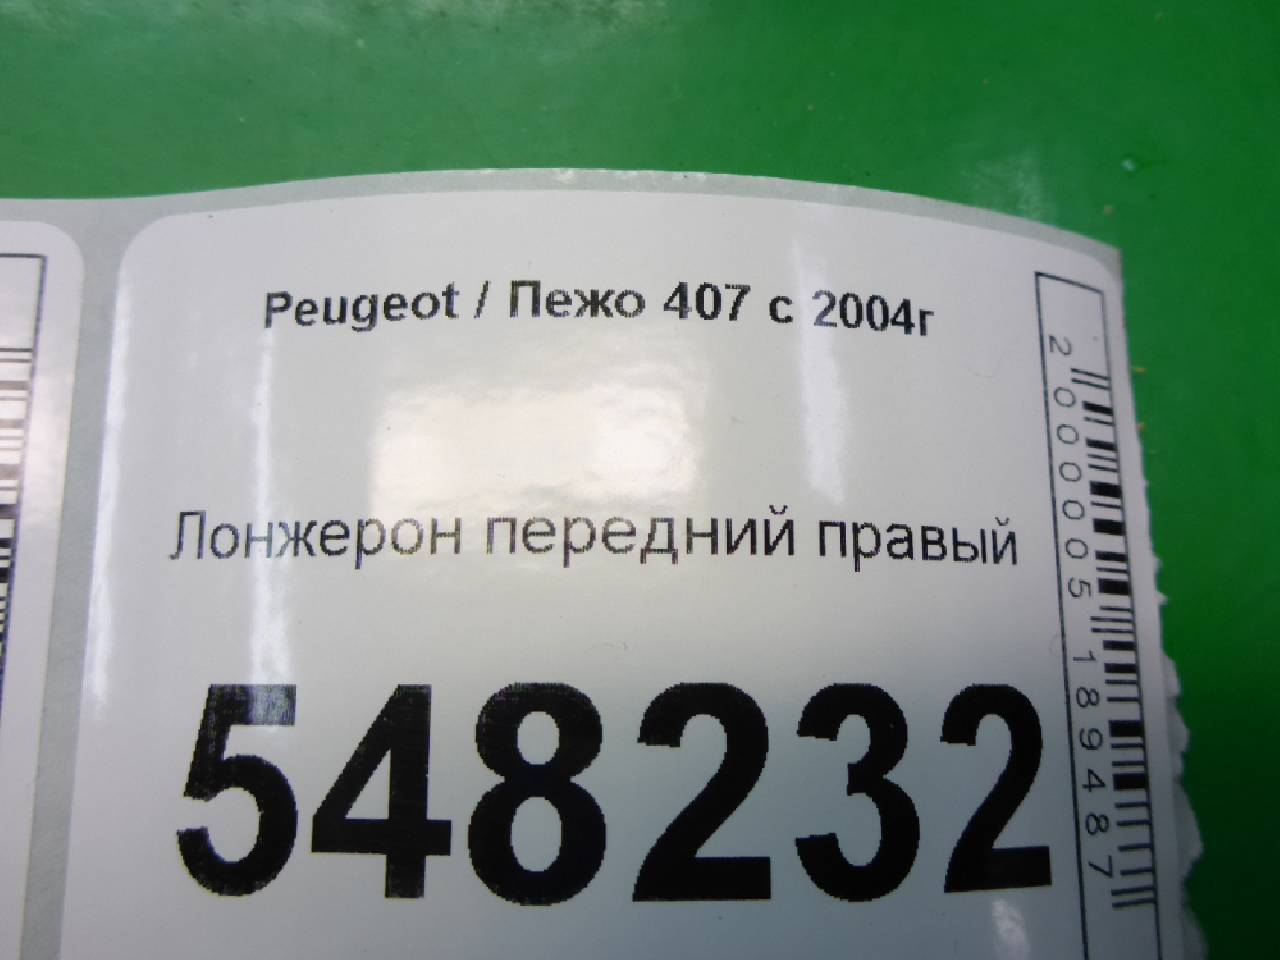 Peugeot / Пежо 407 с 2004г
Лонжерон передний правый
548232
2000005189487